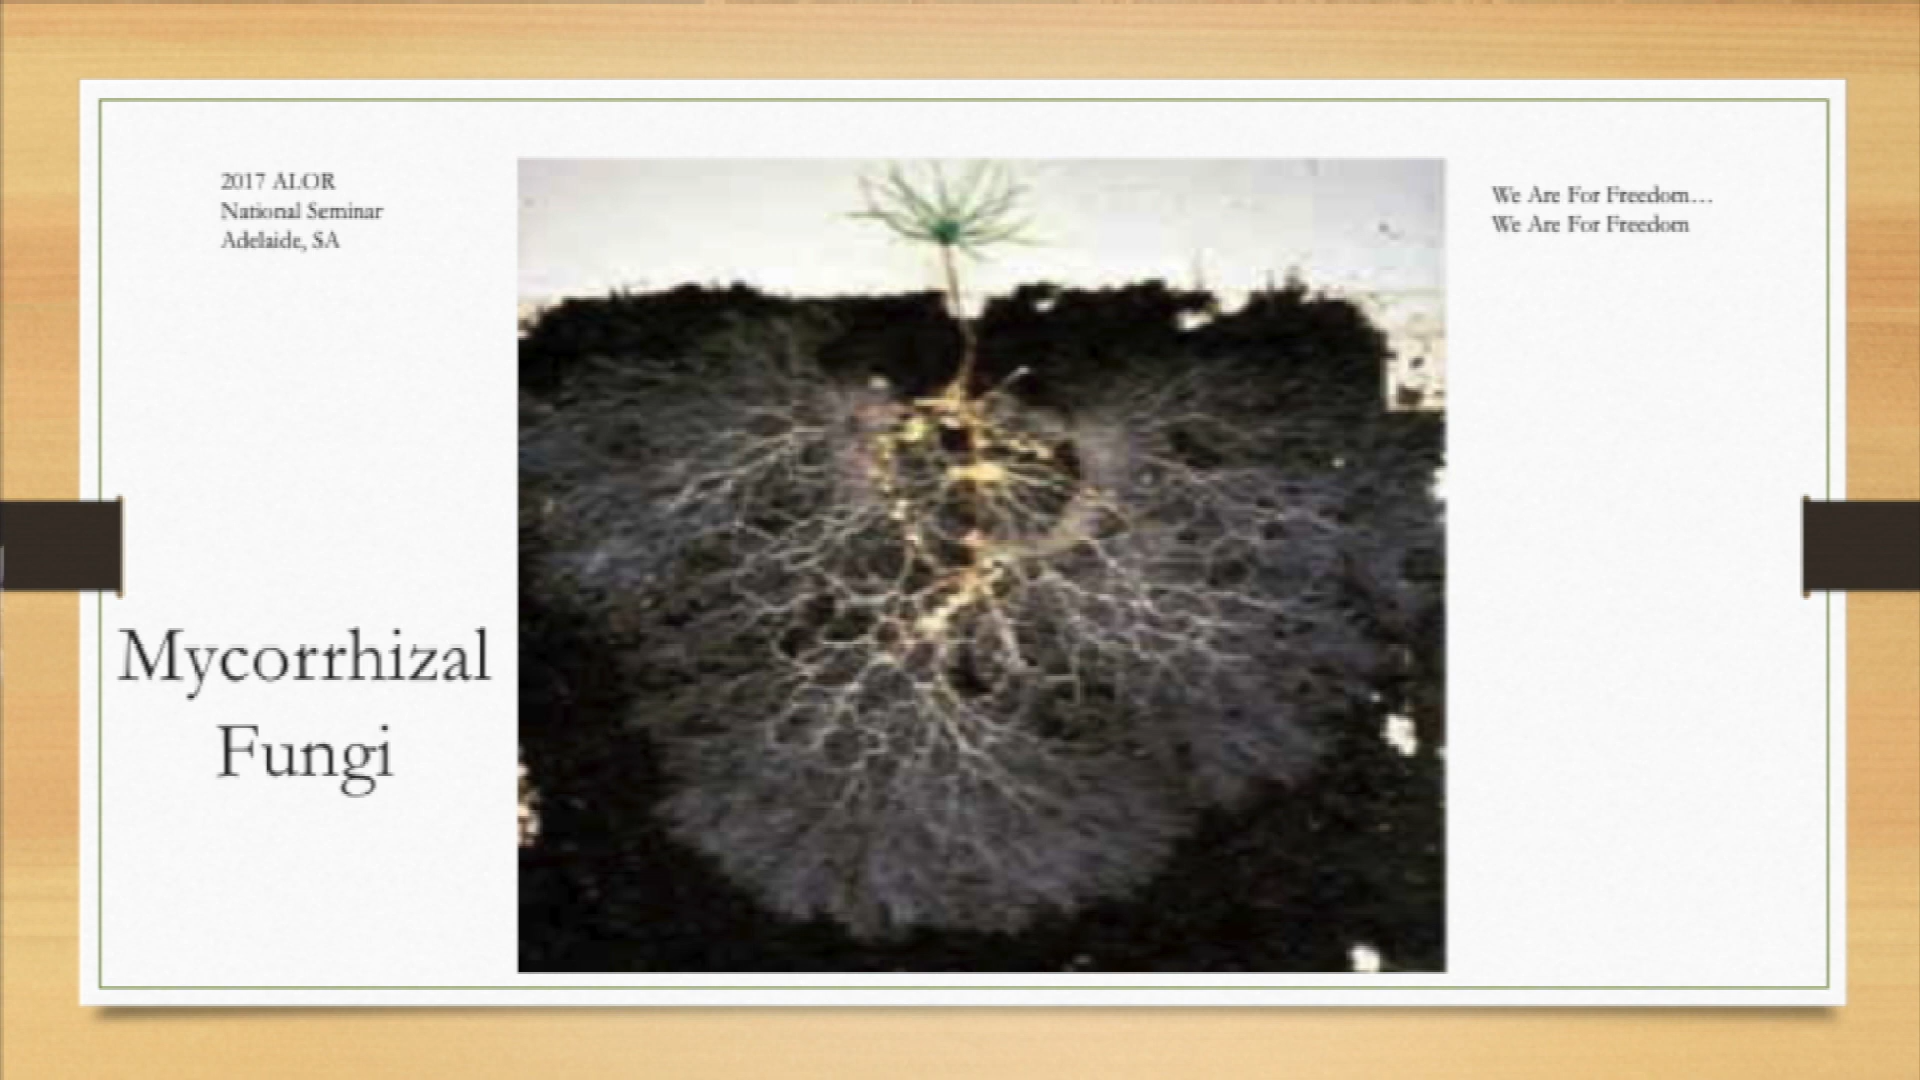 2017 ALOR
National Seminar
Adelaide, SA
We Are For Freedom…
We Are For Freedom
Mycorrhizal
Fungi